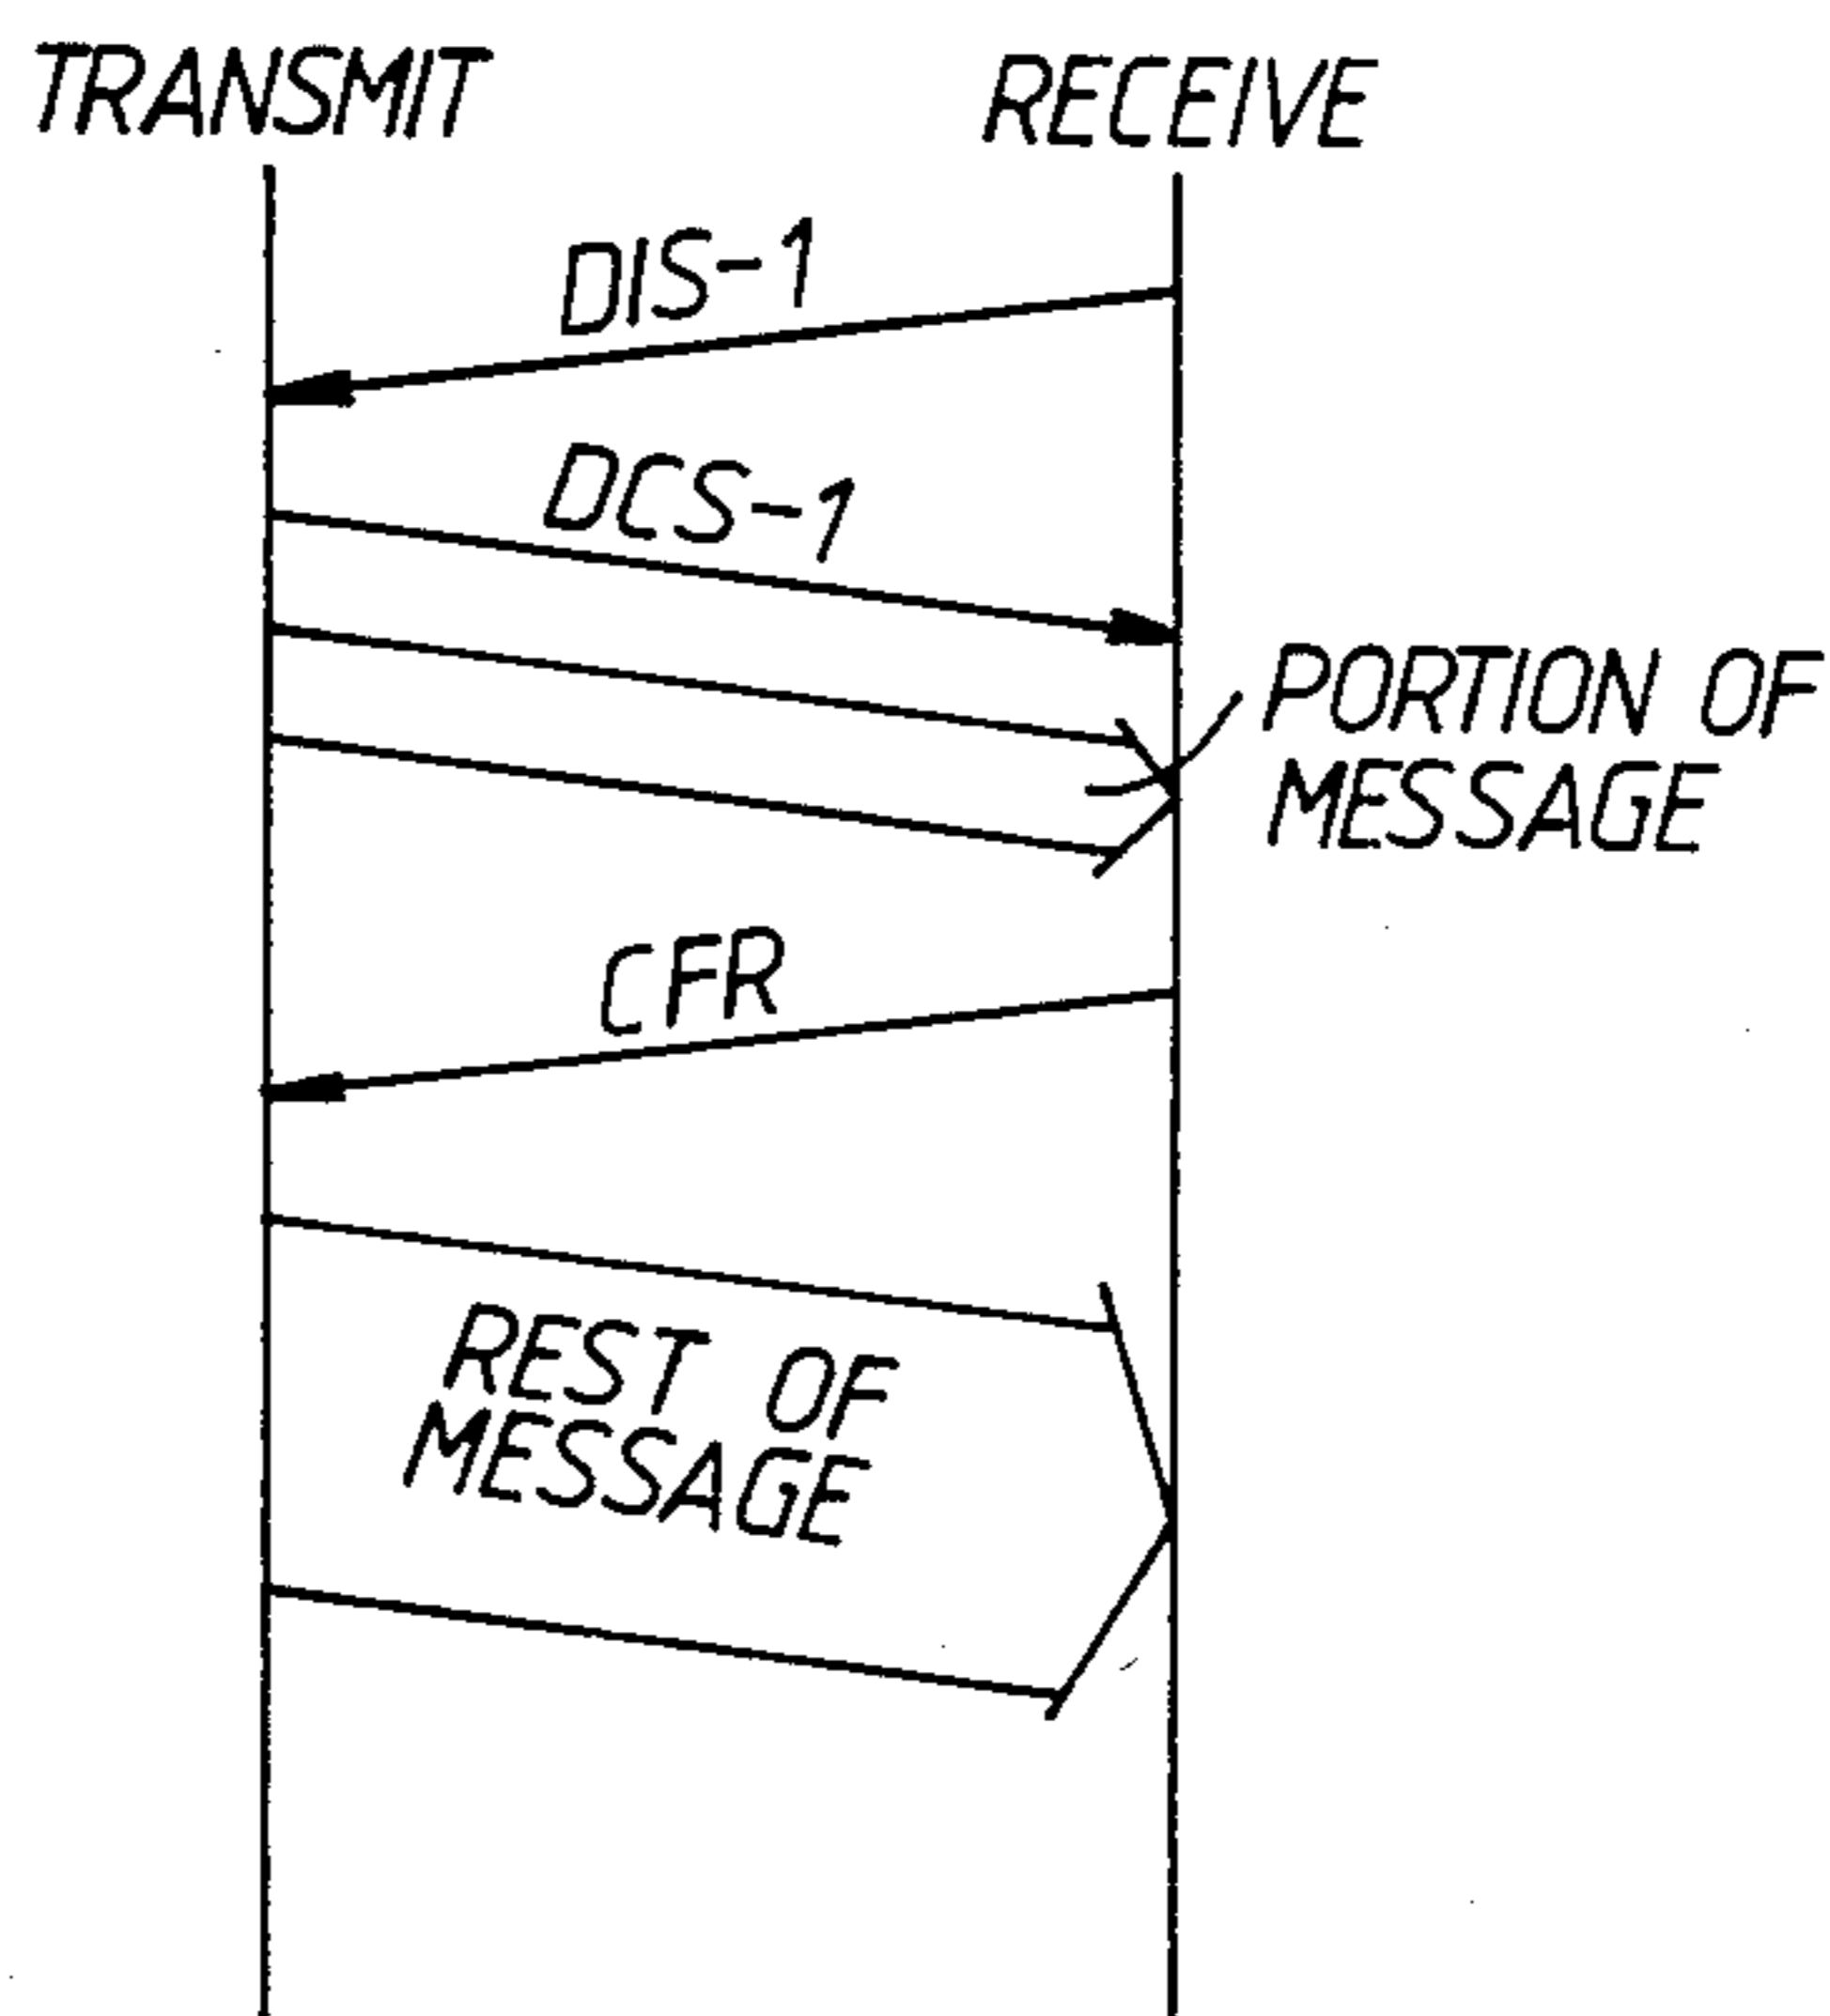 TRANSMIT
RECEIVE
DIS-1
DCS-1
PORTION OF
MESSAGE
CFR
REST OF
MESSAGE